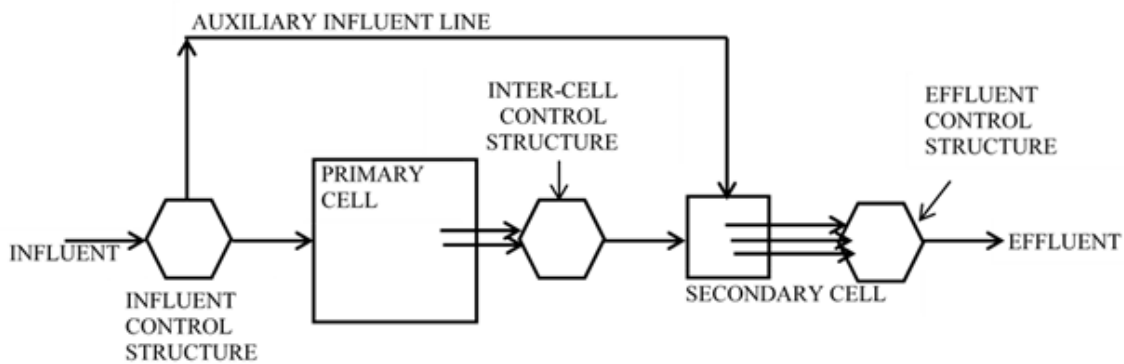 AUXILIARY INFLUENT LINE
INTER-CELL
CONTROL
STRUCTURE
EFFLUENT
CONTROL
STRUCTURE
PRIMARY
CELL
INFLUENT
EFFLUENT
SECONDARY CELL
INFLUENT
CONTROL
STRUCTURE